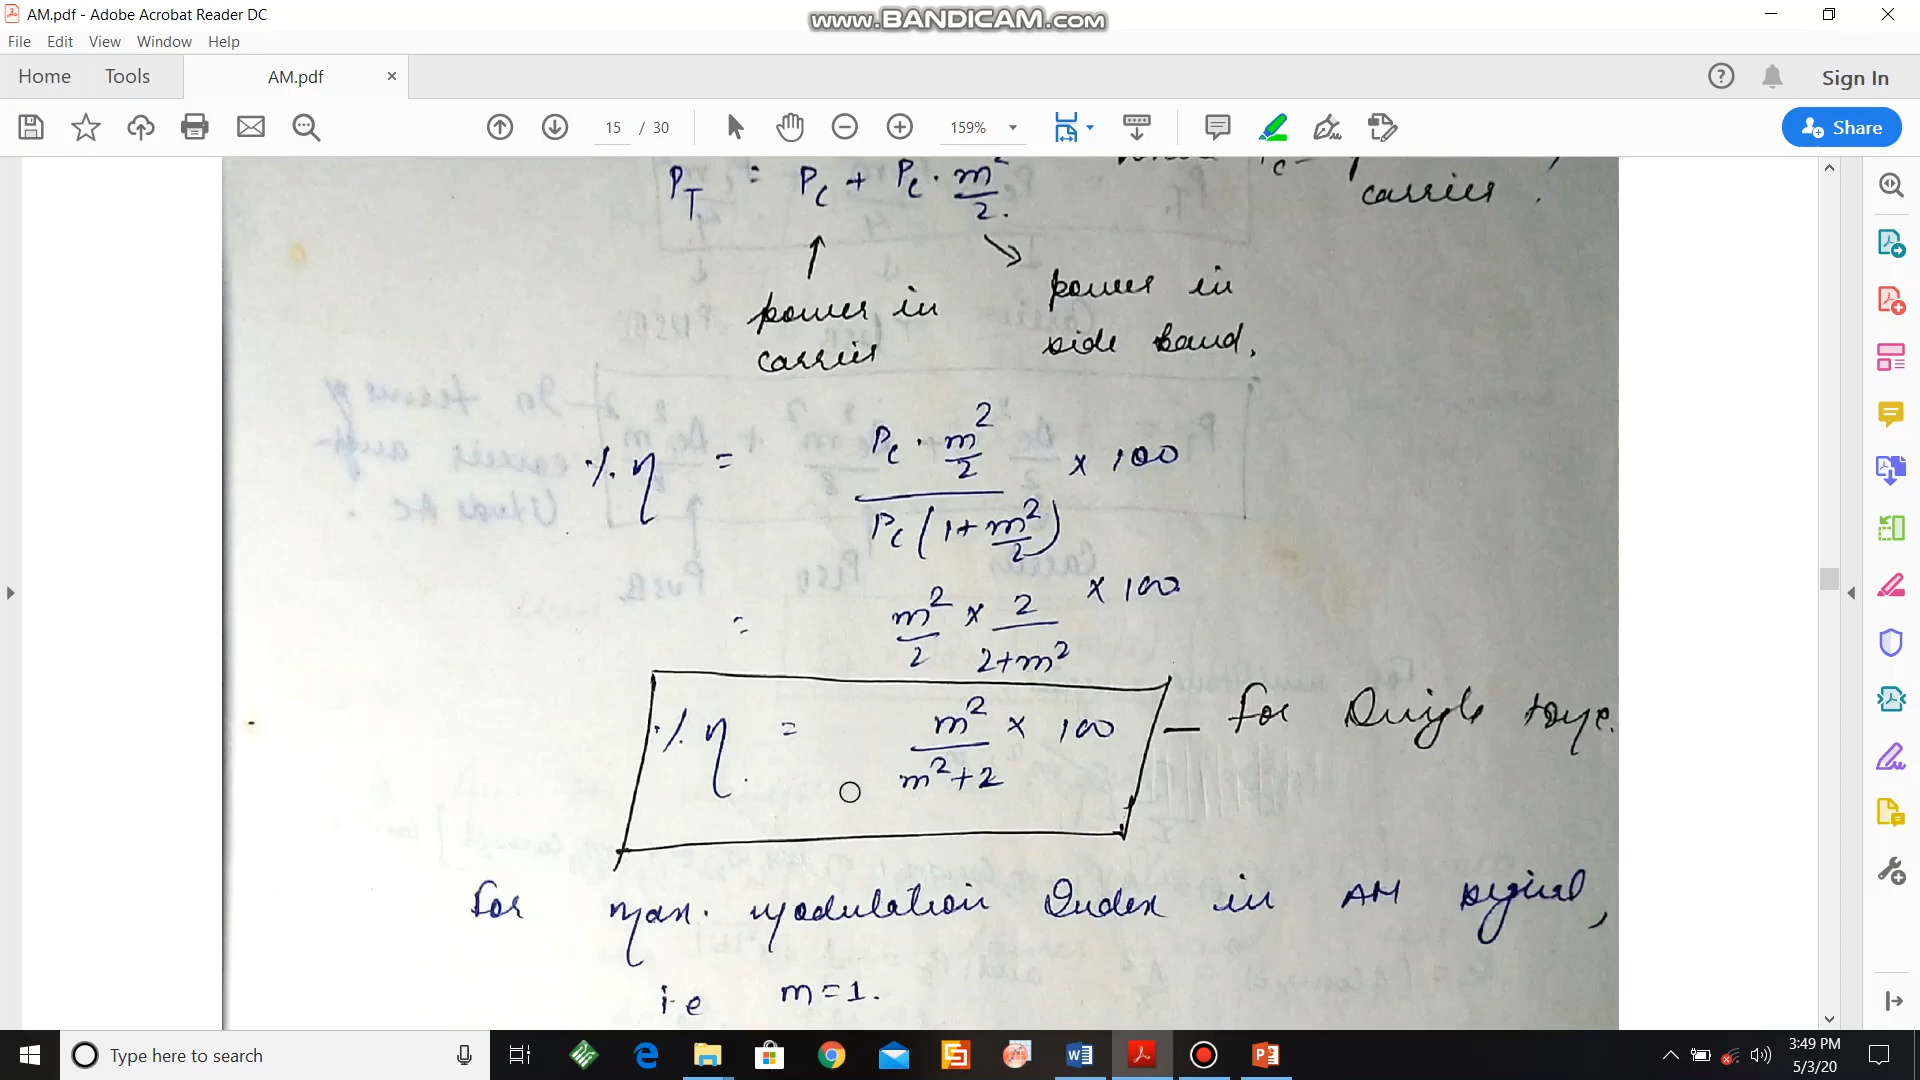 AM.pdf - Adobe Acrobat Reader DC
www.BANDICAM.com
File Edit View Window Help
Home Tools AM.pdf × Sign In
15 / 30 159% Share
P_T = P_C + P_C · m²/2.
carrier
power in carrier
power in side band.
% η = (P_C · m²/2) / (P_C (1 + m²/2)) × 100
= m²/2 × 2/(2+m²) × 100
% η = m²/(m²+2) × 100 — for Single tone.
for max. modulation Index in AM signal,
i.e m=1.
Type here to search
3:49 PM
5/3/20